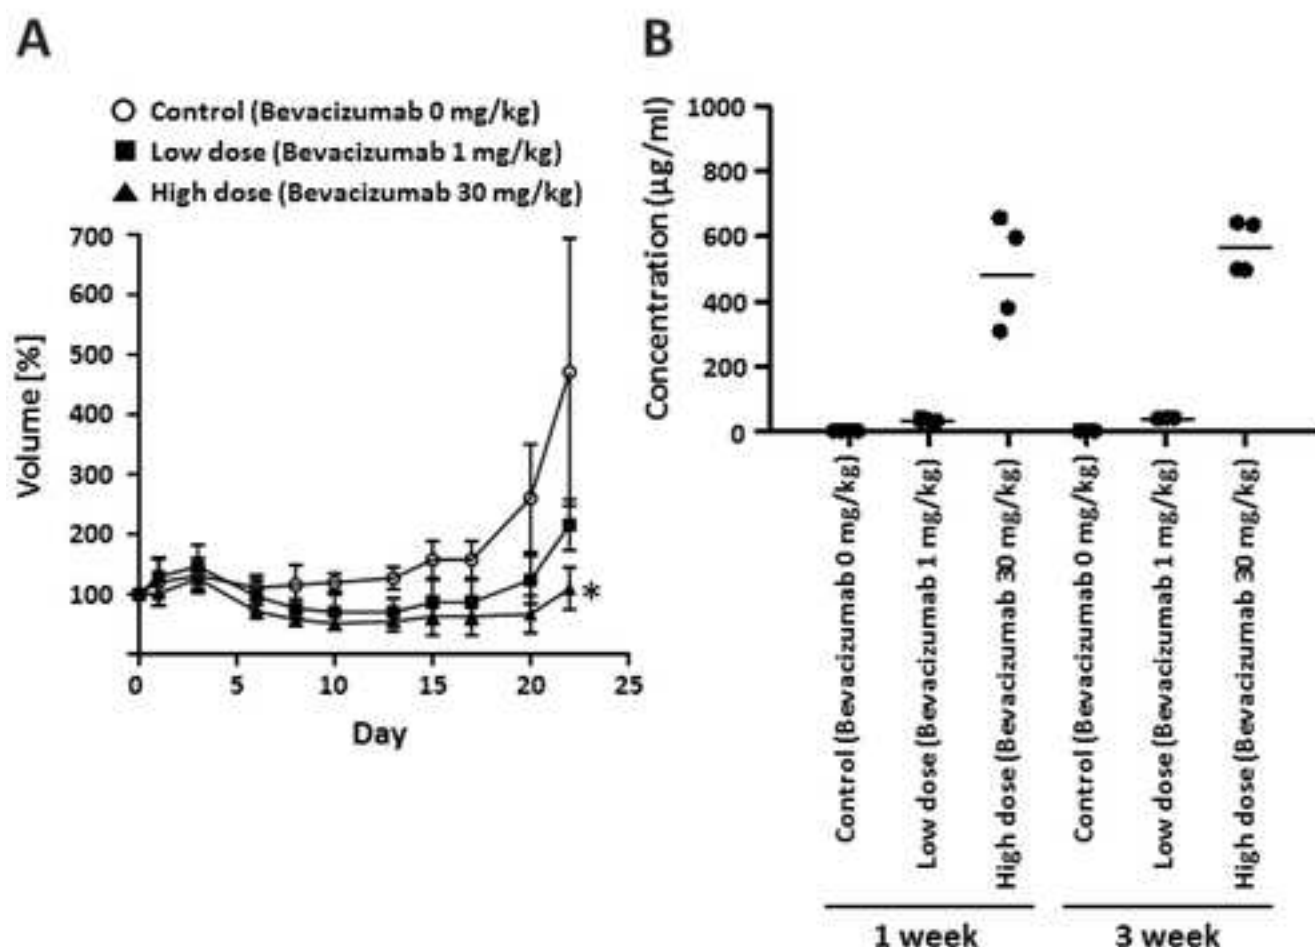 A
Control (Bevacizumab 0 mg/kg)
Low dose (Bevacizumab 1 mg/kg)
High dose (Bevacizumab 30 mg/kg)
Volume [%]
700
600
500
400
300
200
100
*
0 5 10 15 20 25
Day
B
Concentration (μg/ml)
1000
800
600
400
200
0
Control (Bevacizumab 0 mg/kg)
Low dose (Bevacizumab 1 mg/kg)
High dose (Bevacizumab 30 mg/kg)
Control (Bevacizumab 0 mg/kg)
Low dose (Bevacizumab 1 mg/kg)
High dose (Bevacizumab 30 mg/kg)
1 week
3 week